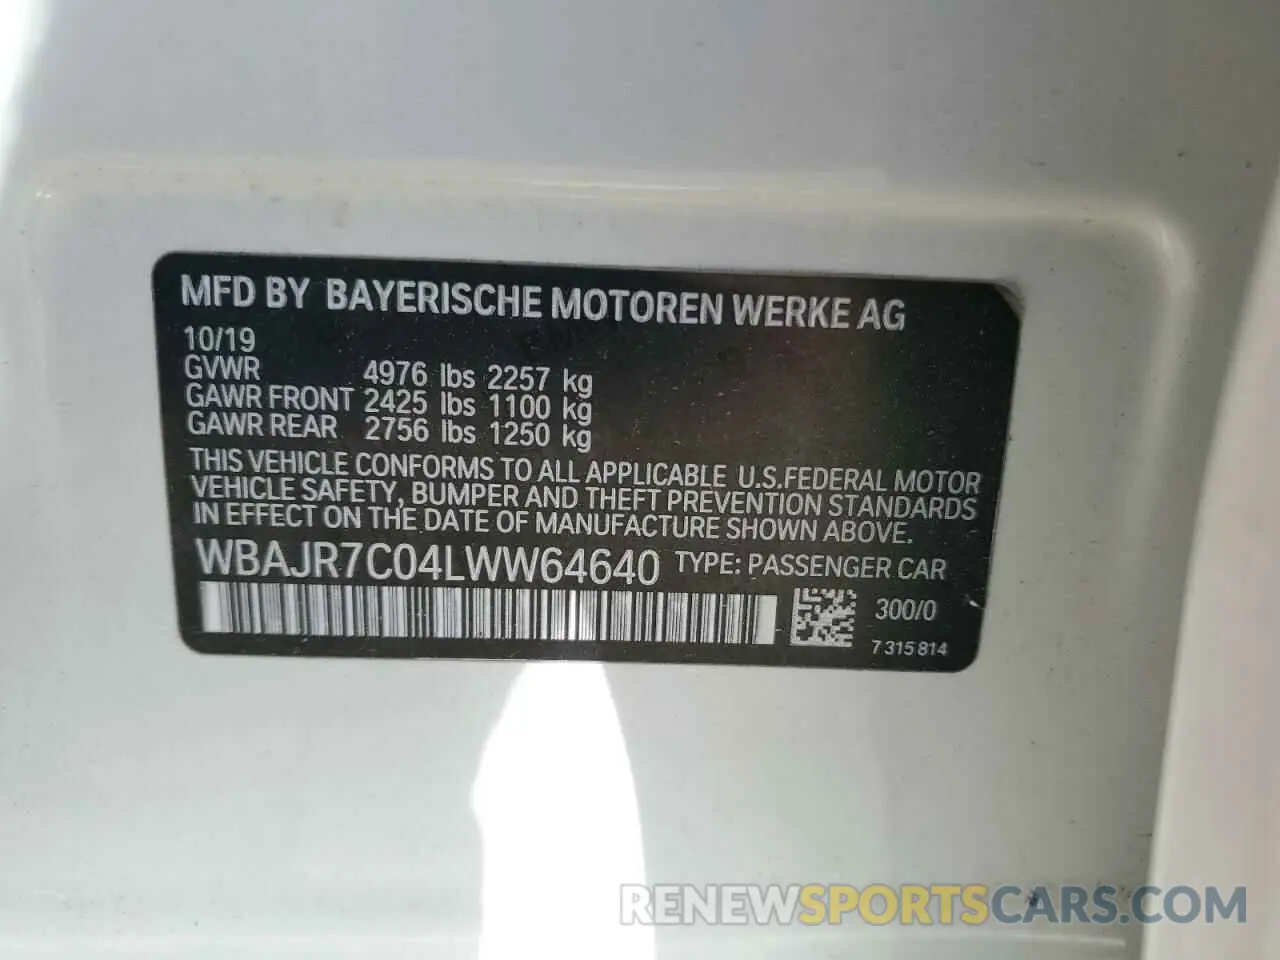 MFD BY BAYERISCHE MOTOREN WERKE AG
10/19
GVWR 4976 lbs 2257 kg
GAWR FRONT 2425 lbs 1100 kg
GAWR REAR 2756 lbs 1250 kg
THIS VEHICLE CONFORMS TO ALL APPLICABLE U.S.FEDERAL MOTOR
VEHICLE SAFETY, BUMPER AND THEFT PREVENTION STANDARDS
IN EFFECT ON THE DATE OF MANUFACTURE SHOWN ABOVE.
WBAJR7C04LWW64640 TYPE: PASSENGER CAR
300/0
7 315 814
RENEWSPORTSCARS.COM